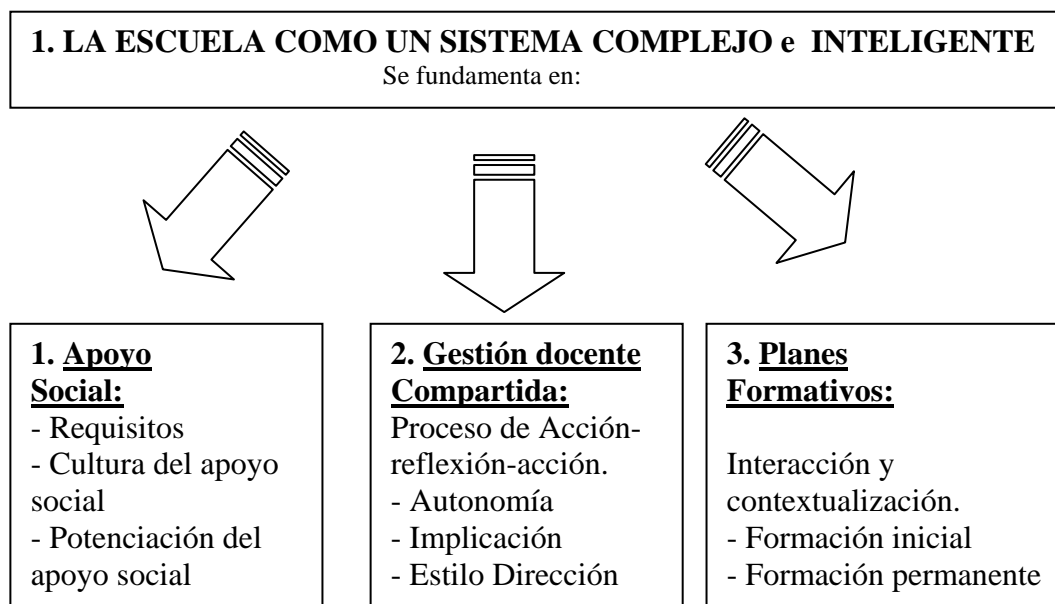 1. LA ESCUELA COMO UN SISTEMA COMPLEJO e INTELIGENTE
Se fundamenta en:
1. Apoyo
Social:
- Requisitos
- Cultura del apoyo
social
- Potenciación del
apoyo social
2. Gestión docente
Compartida:
Proceso de Acción-
reflexión-acción.
- Autonomía
- Implicación
- Estilo Dirección
3. Planes
Formativos:
Interacción y
contextualización.
- Formación inicial
- Formación permanente